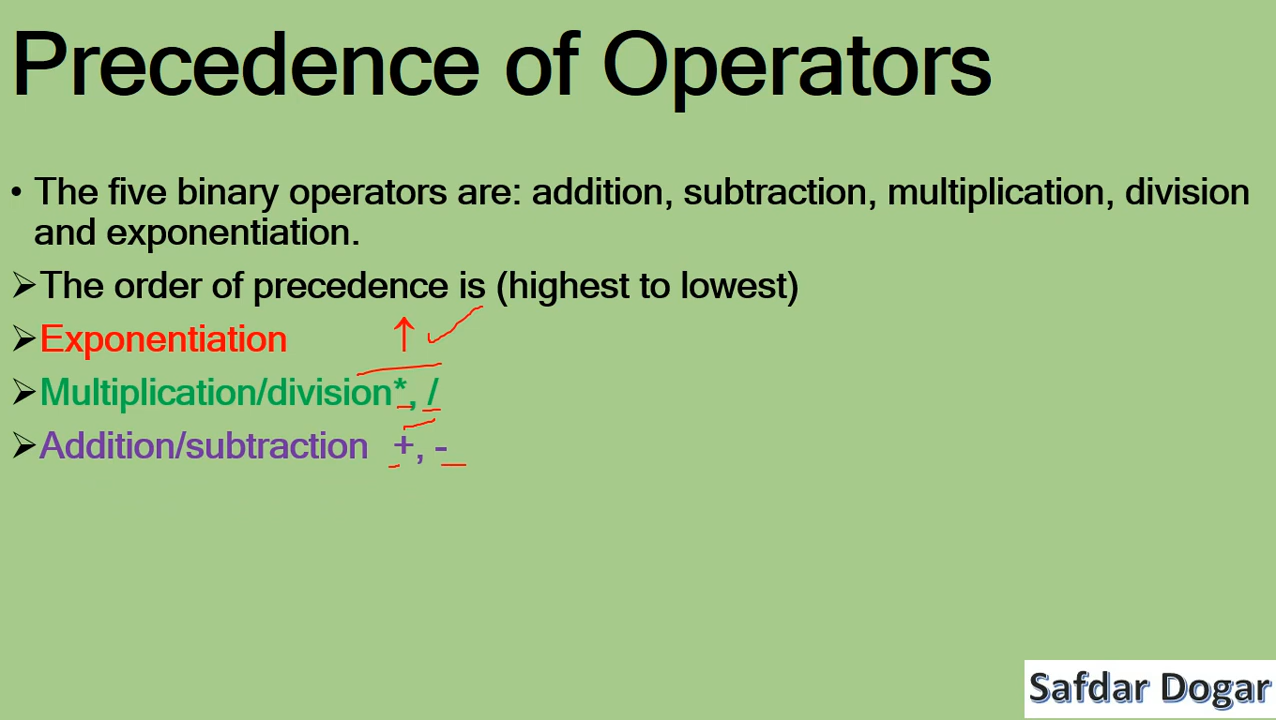 Precedence of Operators
• The five binary operators are: addition, subtraction, multiplication, division
and exponentiation.
➢The order of precedence is (highest to lowest)
➢Exponentiation ↑
➢Multiplication/division*, /
➢Addition/subtraction +, -
Safdar Dogar